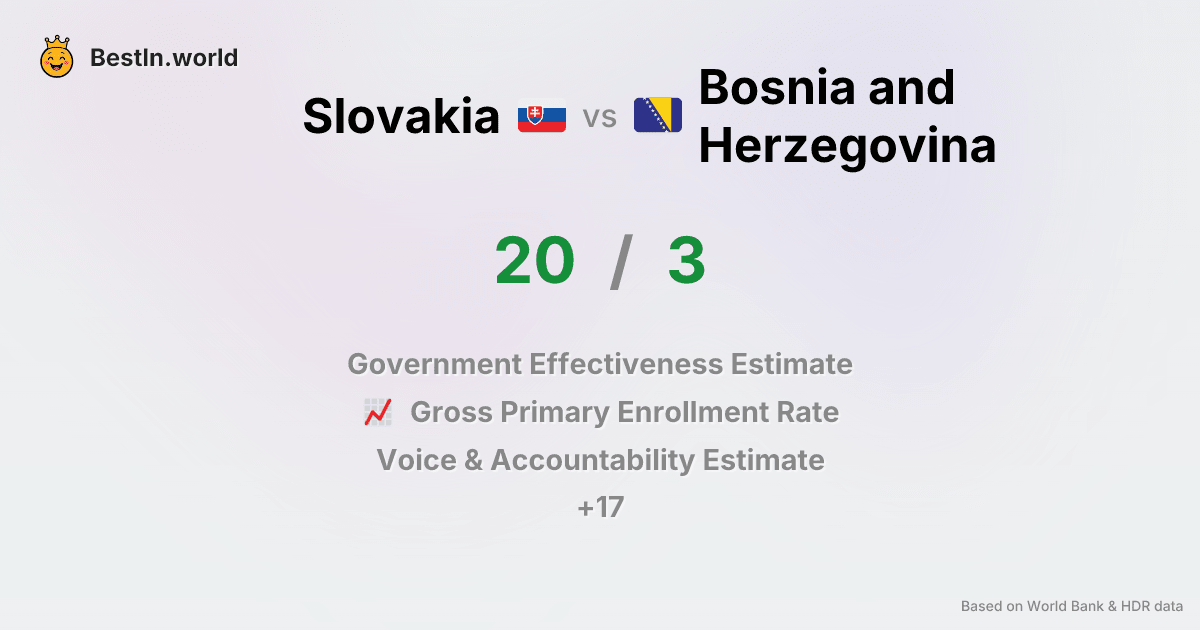 BestIn.world
Slovakia vs Bosnia and
Herzegovina
20 / 3
Government Effectiveness Estimate
Gross Primary Enrollment Rate
Voice & Accountability Estimate
+17
Based on World Bank & HDR data